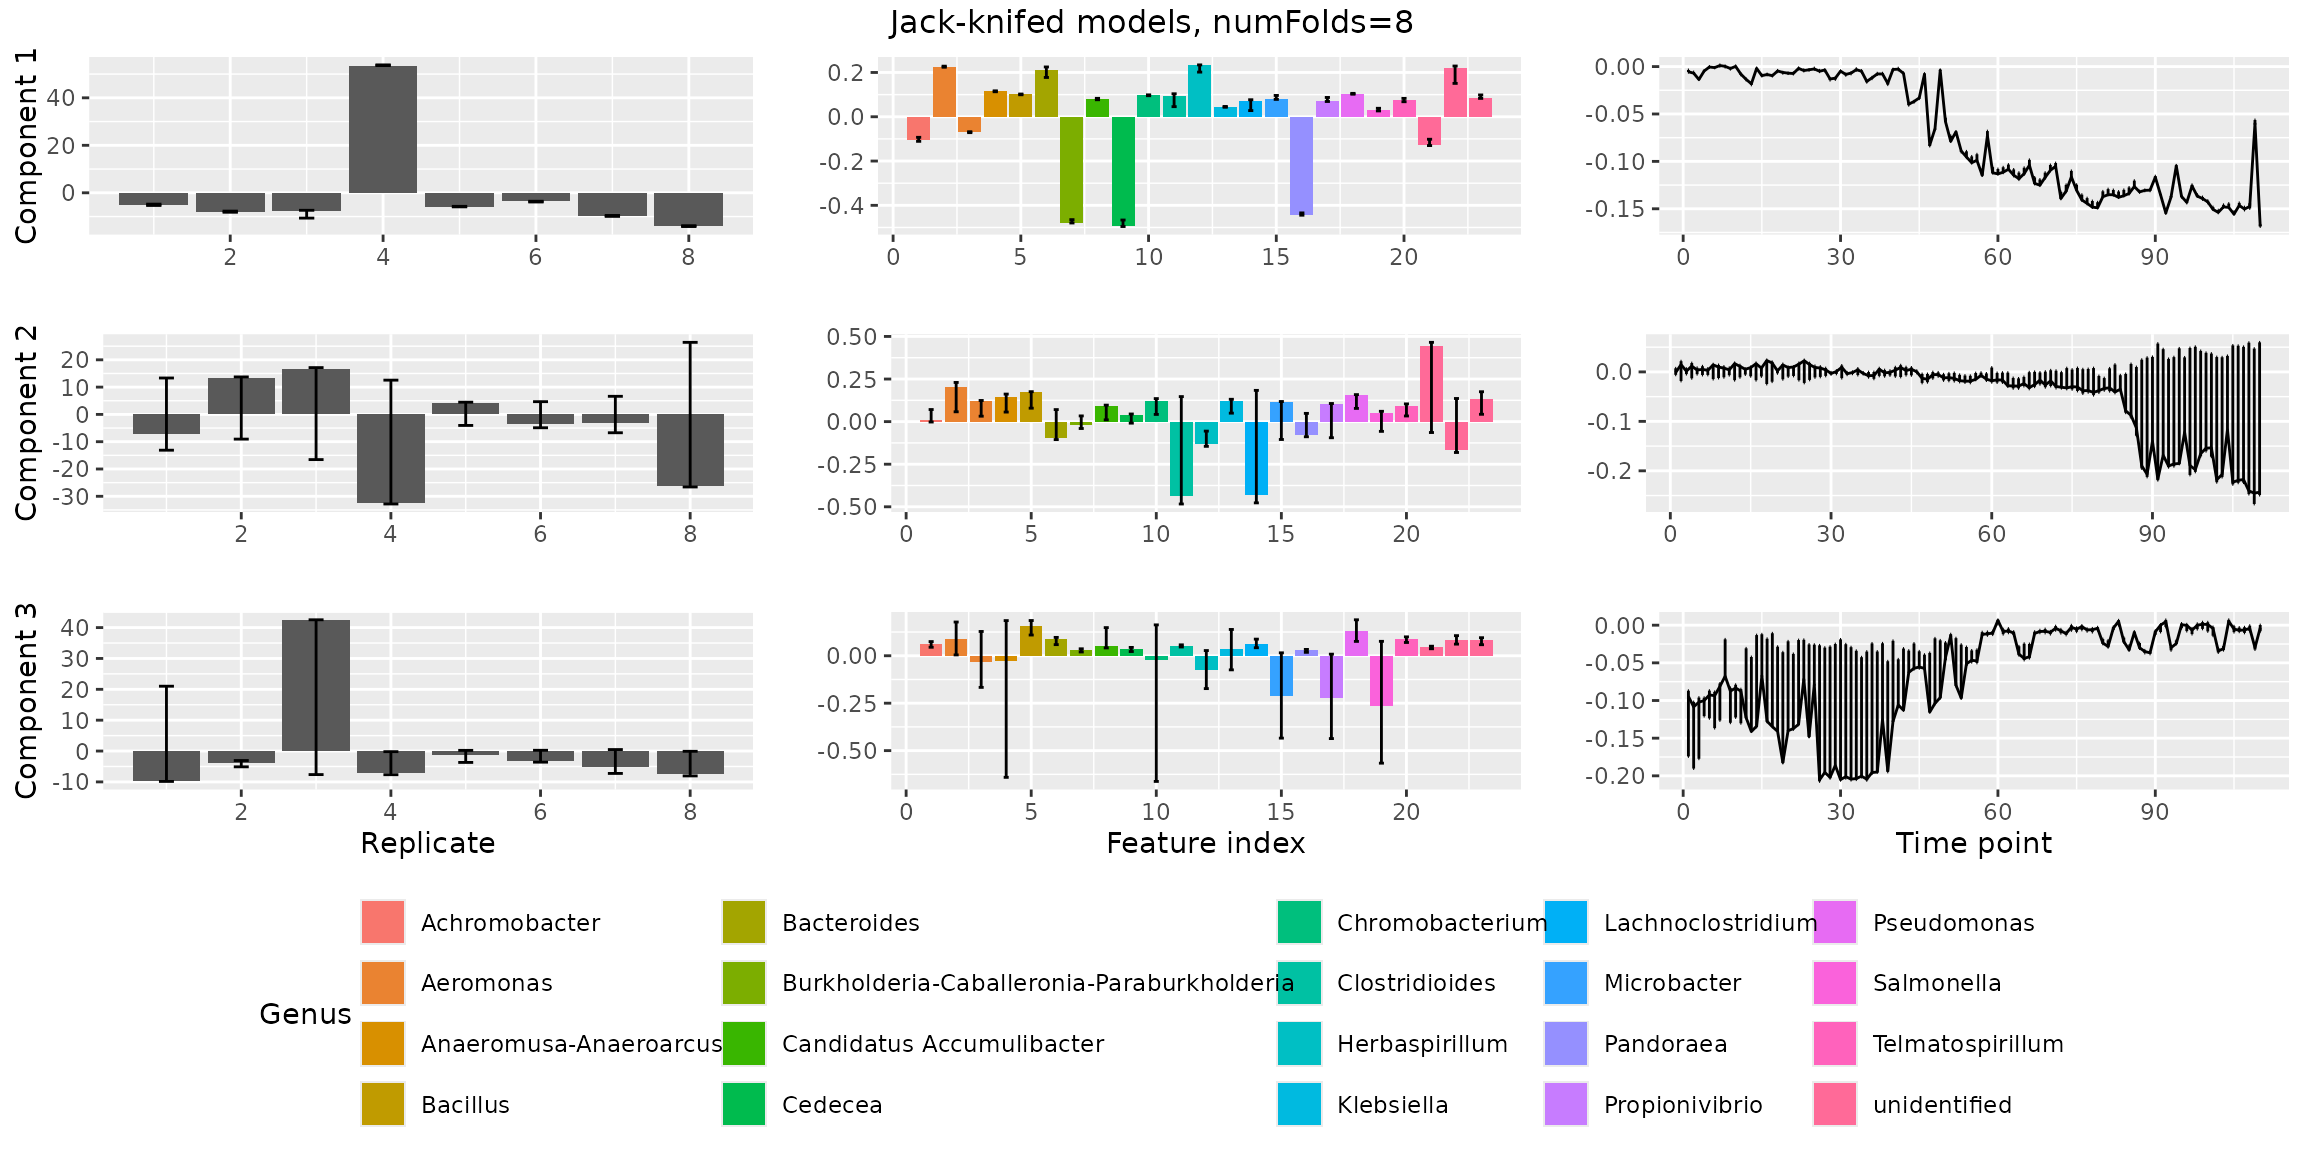 Jack-knifed models, numFolds=8
Component 1
40
20
0
2 4 6 8
0.2
0.0
-0.2
-0.4
0 5 10 15 20
0.00
-0.05
-0.10
-0.15
0 30 60 90
Component 2
20
10
0
-10
-20
-30
2 4 6 8
0.50
0.25
0.00
-0.25
-0.50
0 5 10 15 20
0.0
-0.1
-0.2
0 30 60 90
Component 3
40
30
20
10
0
-10
2 4 6 8
Replicate
0.00
-0.25
-0.50
0 5 10 15 20
Feature index
0.00
-0.05
-0.10
-0.15
-0.20
0 30 60 90
Time point
Genus
Achromobacter
Aeromonas
Anaeromusa-Anaeroarcus
Bacillus
Bacteroides
Burkholderia-Caballeronia-Paraburkholderia
Candidatus Accumulibacter
Cedecea
Chromobacterium
Clostridioides
Herbaspirillum
Klebsiella
Lachnoclostridium
Microbacter
Pandoraea
Propionivibrio
Pseudomonas
Salmonella
Telmatospirillum
unidentified